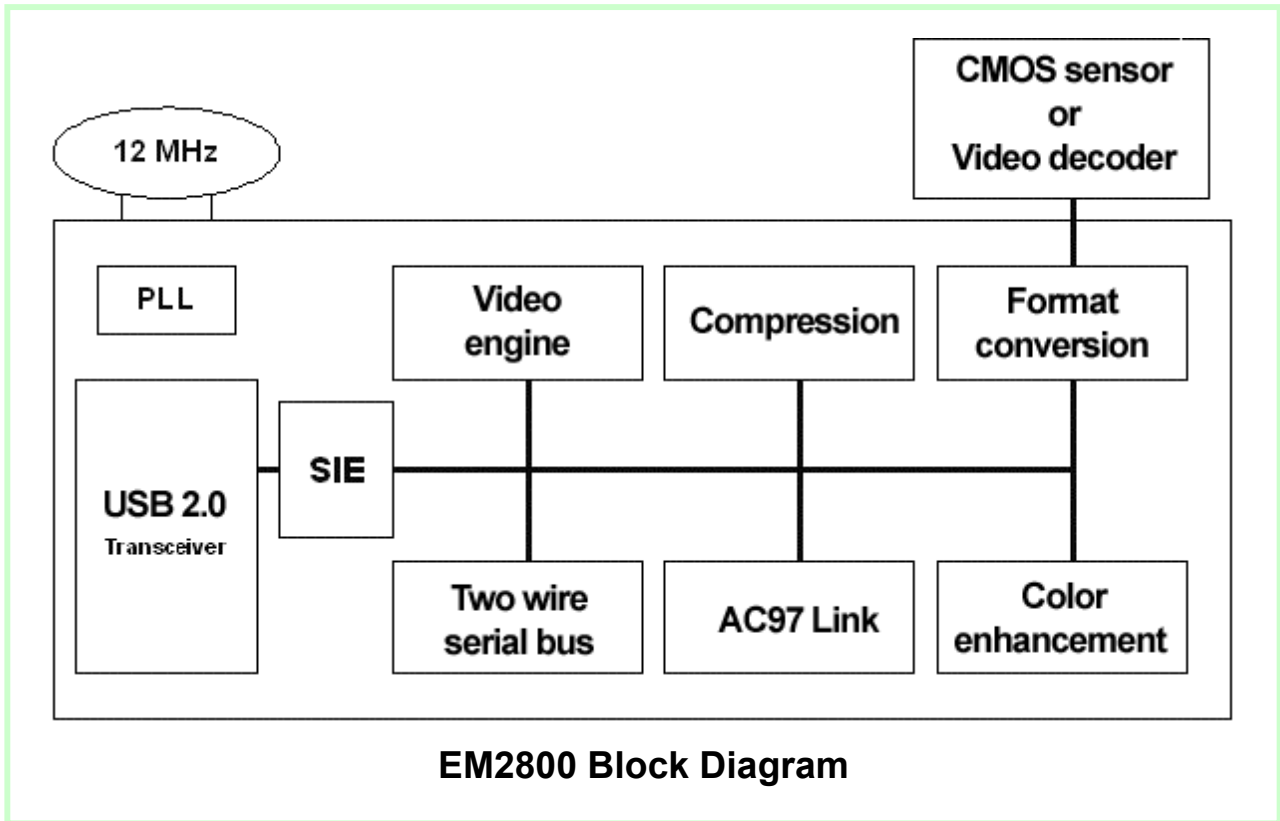 CMOS sensor
or
Video decoder
12 MHz
PLL
Video
engine
Compression
Format
conversion
USB 2.0
Transceiver
SIE
Two wire
serial bus
AC97 Link
Color
enhancement
EM2800 Block Diagram